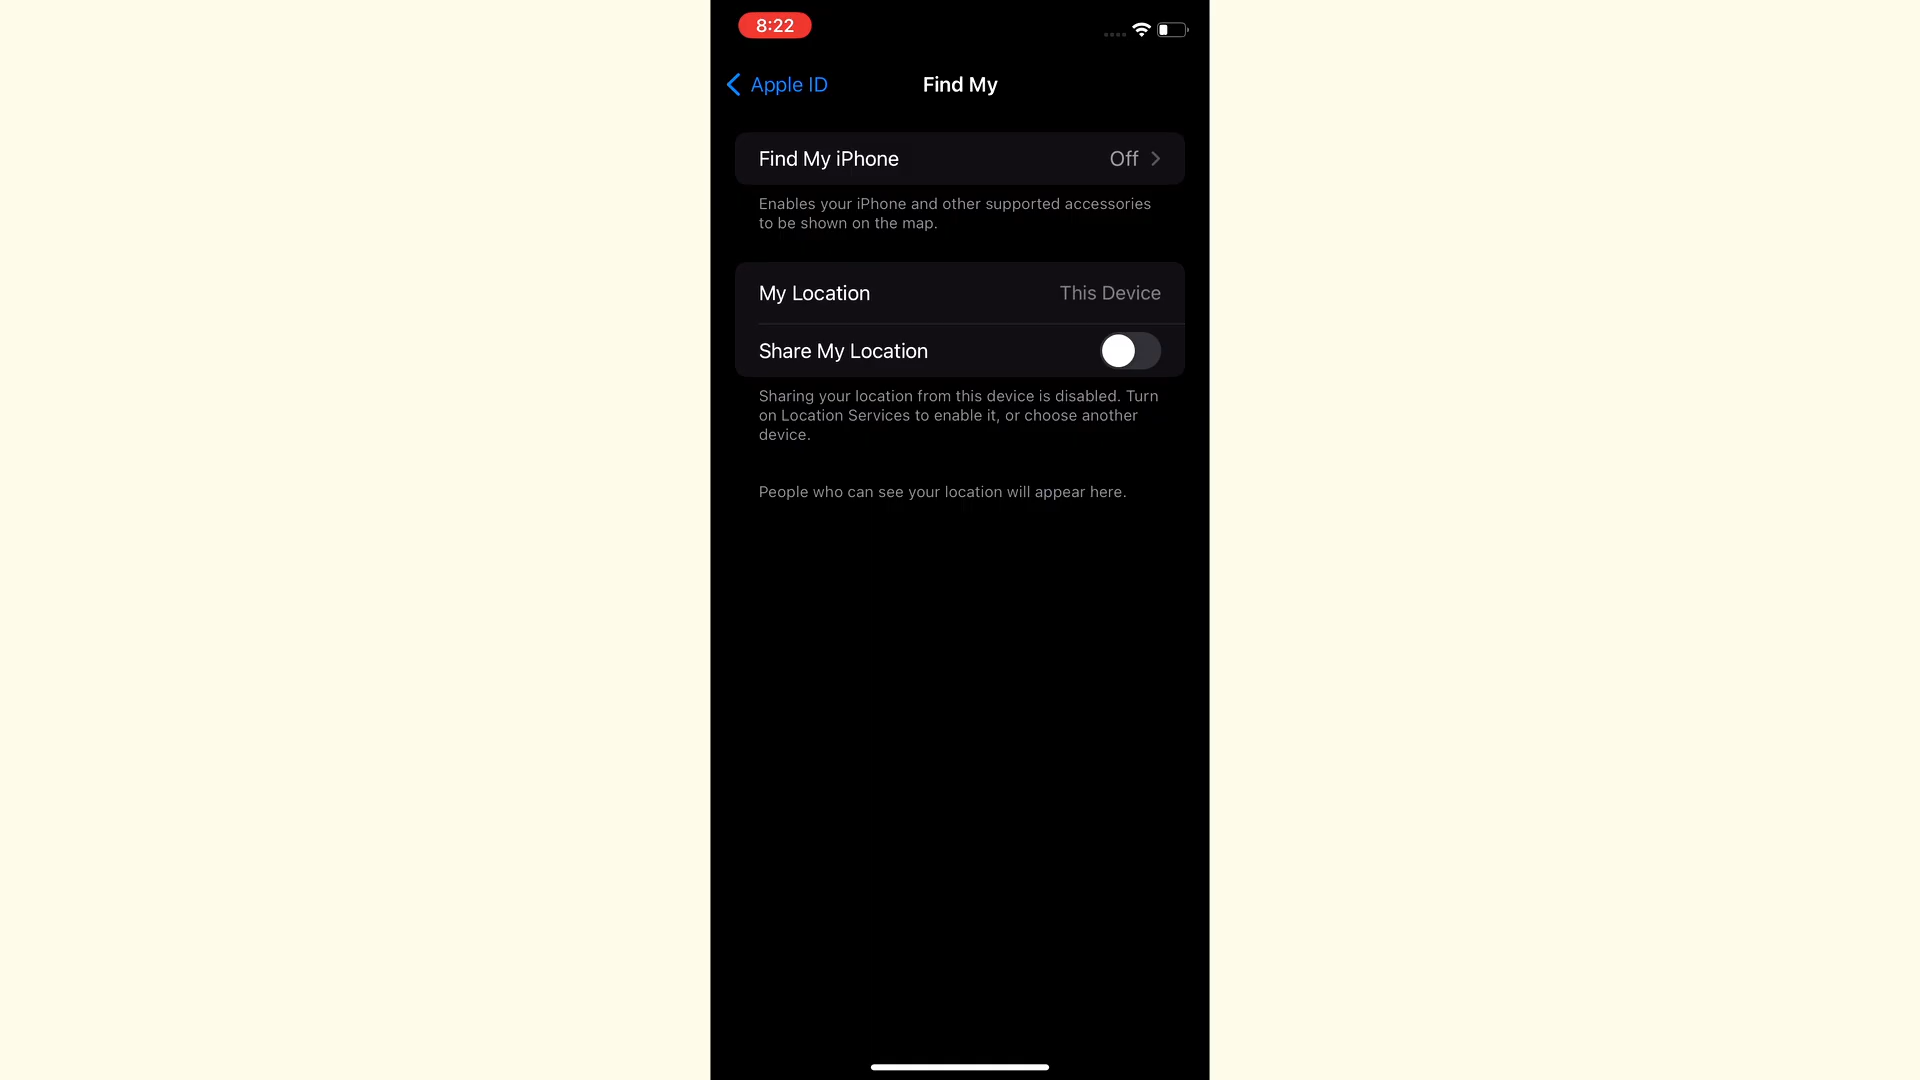 8:22
Apple ID
Find My
Find My iPhone Off
Enables your iPhone and other supported accessories
to be shown on the map.
My Location This Device
Share My Location
Sharing your location from this device is disabled. Turn
on Location Services to enable it, or choose another
device.
People who can see your location will appear here.